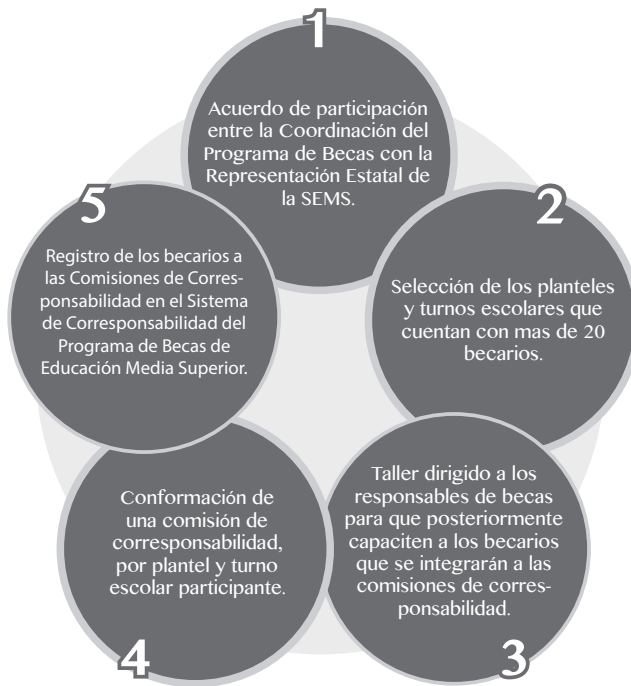 1
Acuerdo de participación
entre la Coordinación del
Programa de Becas con la
Representación Estatal de
la SEMS.
2
Selección de los planteles
y turnos escolares que
cuentan con mas de 20
becarios.
3
Taller dirigido a los
responsables de becas
para que posteriormente
capaciten a los becarios
que se integrarán a las
comisiones de corres-
ponsabilidad.
4
Conformación de
una comisión de
corresponsabilidad,
por plantel y turno
escolar participante.
5
Registro de los becarios a
las Comisiones de Corres-
ponsabilidad en el Sistema
de Corresponsabilidad del
Programa de Becas de
Educación Media Superior.